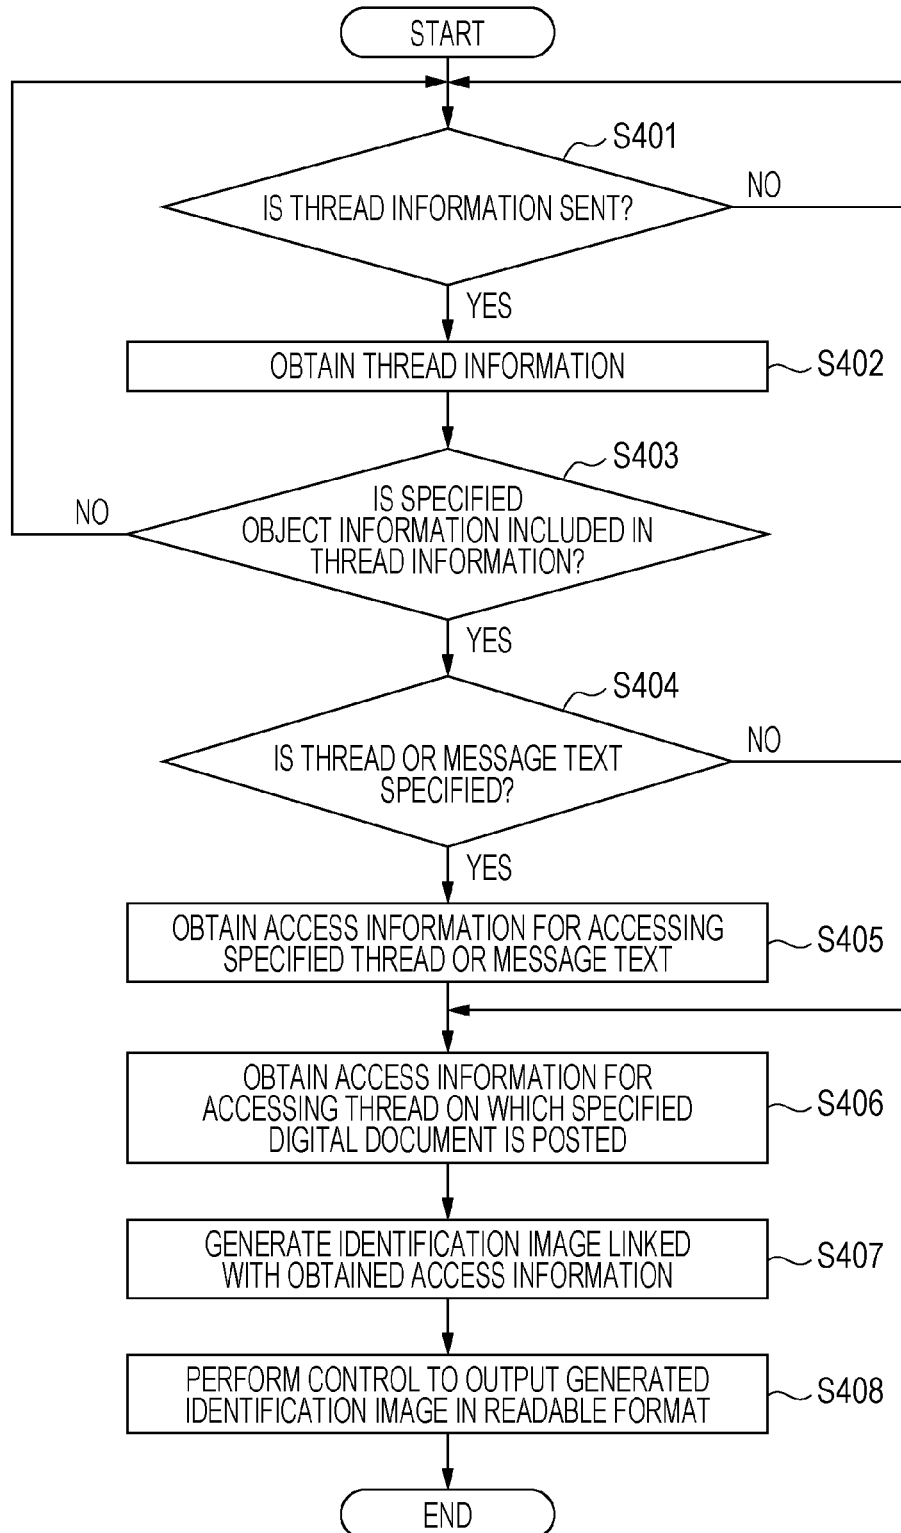 START
S401
IS THREAD INFORMATION SENT?
NO
YES
OBTAIN THREAD INFORMATION
S402
S403
IS SPECIFIED
OBJECT INFORMATION INCLUDED IN
THREAD INFORMATION?
NO
YES
S404
IS THREAD OR MESSAGE TEXT
SPECIFIED?
NO
YES
OBTAIN ACCESS INFORMATION FOR ACCESSING
SPECIFIED THREAD OR MESSAGE TEXT
S405
OBTAIN ACCESS INFORMATION FOR
ACCESSING THREAD ON WHICH SPECIFIED
DIGITAL DOCUMENT IS POSTED
S406
GENERATE IDENTIFICATION IMAGE LINKED
WITH OBTAINED ACCESS INFORMATION
S407
PERFORM CONTROL TO OUTPUT GENERATED
IDENTIFICATION IMAGE IN READABLE FORMAT
S408
END